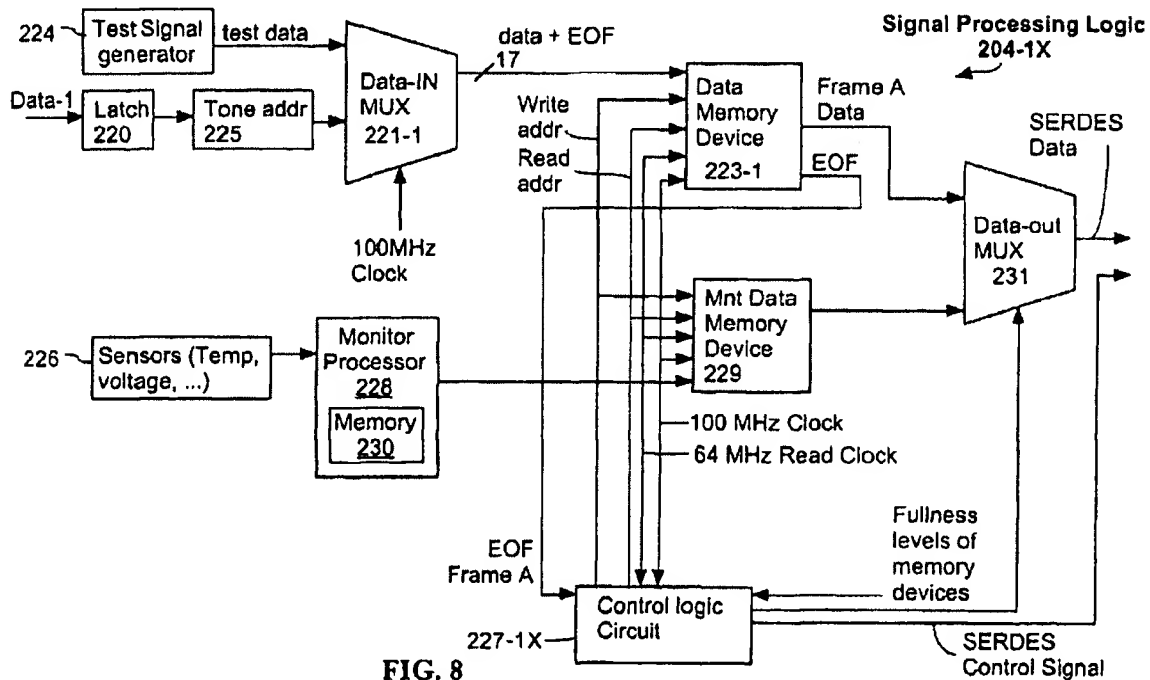 224
Test Signal
generator
test data
Data-1
Latch
220
Tone addr
225
Data-IN
MUX
221-1
100MHz
Clock
data + EOF
17
Write
addr
Read
addr
Data
Memory
Device
223-1
Frame A
Data
EOF
Signal Processing Logic
204-1X
SERDES
Data
Data-out
MUX
231
226
Sensors (Temp,
voltage, ...)
Monitor
Processor
228
Memory
230
Mnt Data
Memory
Device
229
100 MHz Clock
64 MHz Read Clock
EOF
Frame A
Control logic
Circuit
227-1X
Fullness
levels of
memory
devices
SERDES
Control Signal
FIG. 8